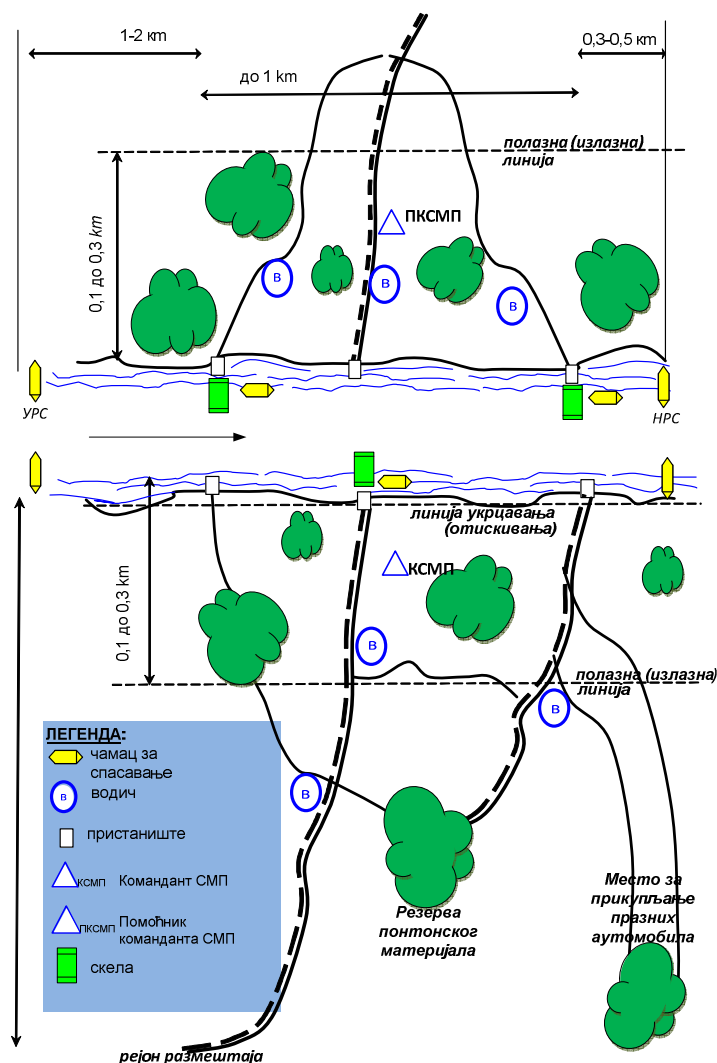 1-2 km
0,3-0,5 km
до 1 km
полазна (излазна)
линија
0,1 до 0,3 km
ПКСМП
В
В
В
УРС
НРС
линија укрцавања
(отискивања)
0,1 до 0,3 km
КСМП
В
полазна (излазна)
линија
В
ЛЕГЕНДА:
чамац за
спасавање
В
водич
В
пристаниште
КСМП
Командант СМП
ПКСМП
Помоћник
команданта СМП
скела
Резерва
понтонског
материјала
Место за
прикупљање
празних
аутомобила
рејон размештаја